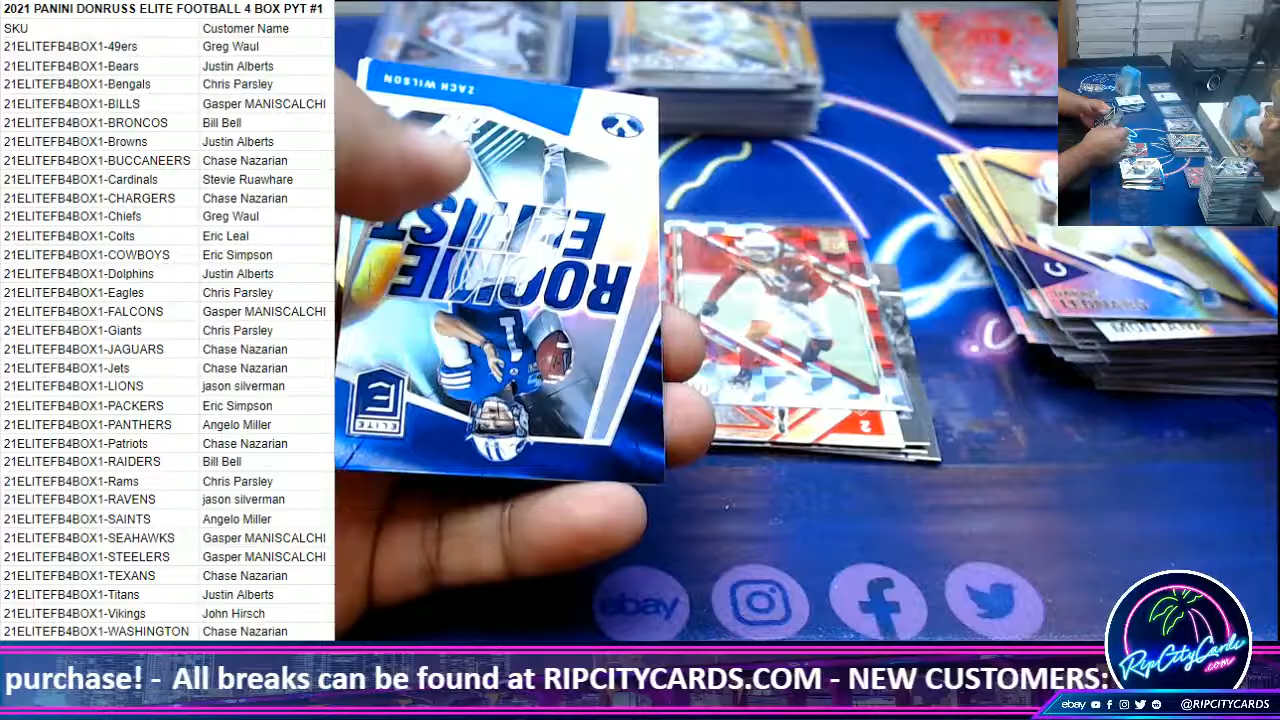 2021 PANINI DONRUSS ELITE FOOTBALL 4 BOX PYT #1
SKU Customer Name
21ELITEFB4BOX1-49ers Greg Waul
21ELITEFB4BOX1-Bears Justin Alberts
21ELITEFB4BOX1-Bengals Chris Parsley
21ELITEFB4BOX1-BILLS Gasper MANISCALCHI
21ELITEFB4BOX1-BRONCOS Bill Bell
21ELITEFB4BOX1-Browns Justin Alberts
21ELITEFB4BOX1-BUCCANEERS Chase Nazarian
21ELITEFB4BOX1-Cardinals Stevie Ruawhare
21ELITEFB4BOX1-CHARGERS Chase Nazarian
21ELITEFB4BOX1-Chiefs Greg Waul
21ELITEFB4BOX1-Colts Eric Leal
21ELITEFB4BOX1-COWBOYS Eric Simpson
21ELITEFB4BOX1-Dolphins Justin Alberts
21ELITEFB4BOX1-Eagles Chris Parsley
21ELITEFB4BOX1-FALCONS Gasper MANISCALCHI
21ELITEFB4BOX1-Giants Chris Parsley
21ELITEFB4BOX1-JAGUARS Chase Nazarian
21ELITEFB4BOX1-Jets Chase Nazarian
21ELITEFB4BOX1-LIONS jason silverman
21ELITEFB4BOX1-PACKERS Eric Simpson
21ELITEFB4BOX1-PANTHERS Angelo Miller
21ELITEFB4BOX1-Patriots Chase Nazarian
21ELITEFB4BOX1-RAIDERS Bill Bell
21ELITEFB4BOX1-Rams Chris Parsley
21ELITEFB4BOX1-RAVENS jason silverman
21ELITEFB4BOX1-SAINTS Angelo Miller
21ELITEFB4BOX1-SEAHAWKS Gasper MANISCALCHI
21ELITEFB4BOX1-STEELERS Gasper MANISCALCHI
21ELITEFB4BOX1-TEXANS Chase Nazarian
21ELITEFB4BOX1-Titans Justin Alberts
21ELITEFB4BOX1-Vikings John Hirsch
21ELITEFB4BOX1-WASHINGTON Chase Nazarian
ZACH WILSON
ROOKIE
ELITIST
E
ELITE
2
MONTANA
ebay
RipCityCards
.com
purchase! - All breaks can be found at RIPCITYCARDS.COM - NEW CUSTOMERS:
ebay @RIPCITYCARDS